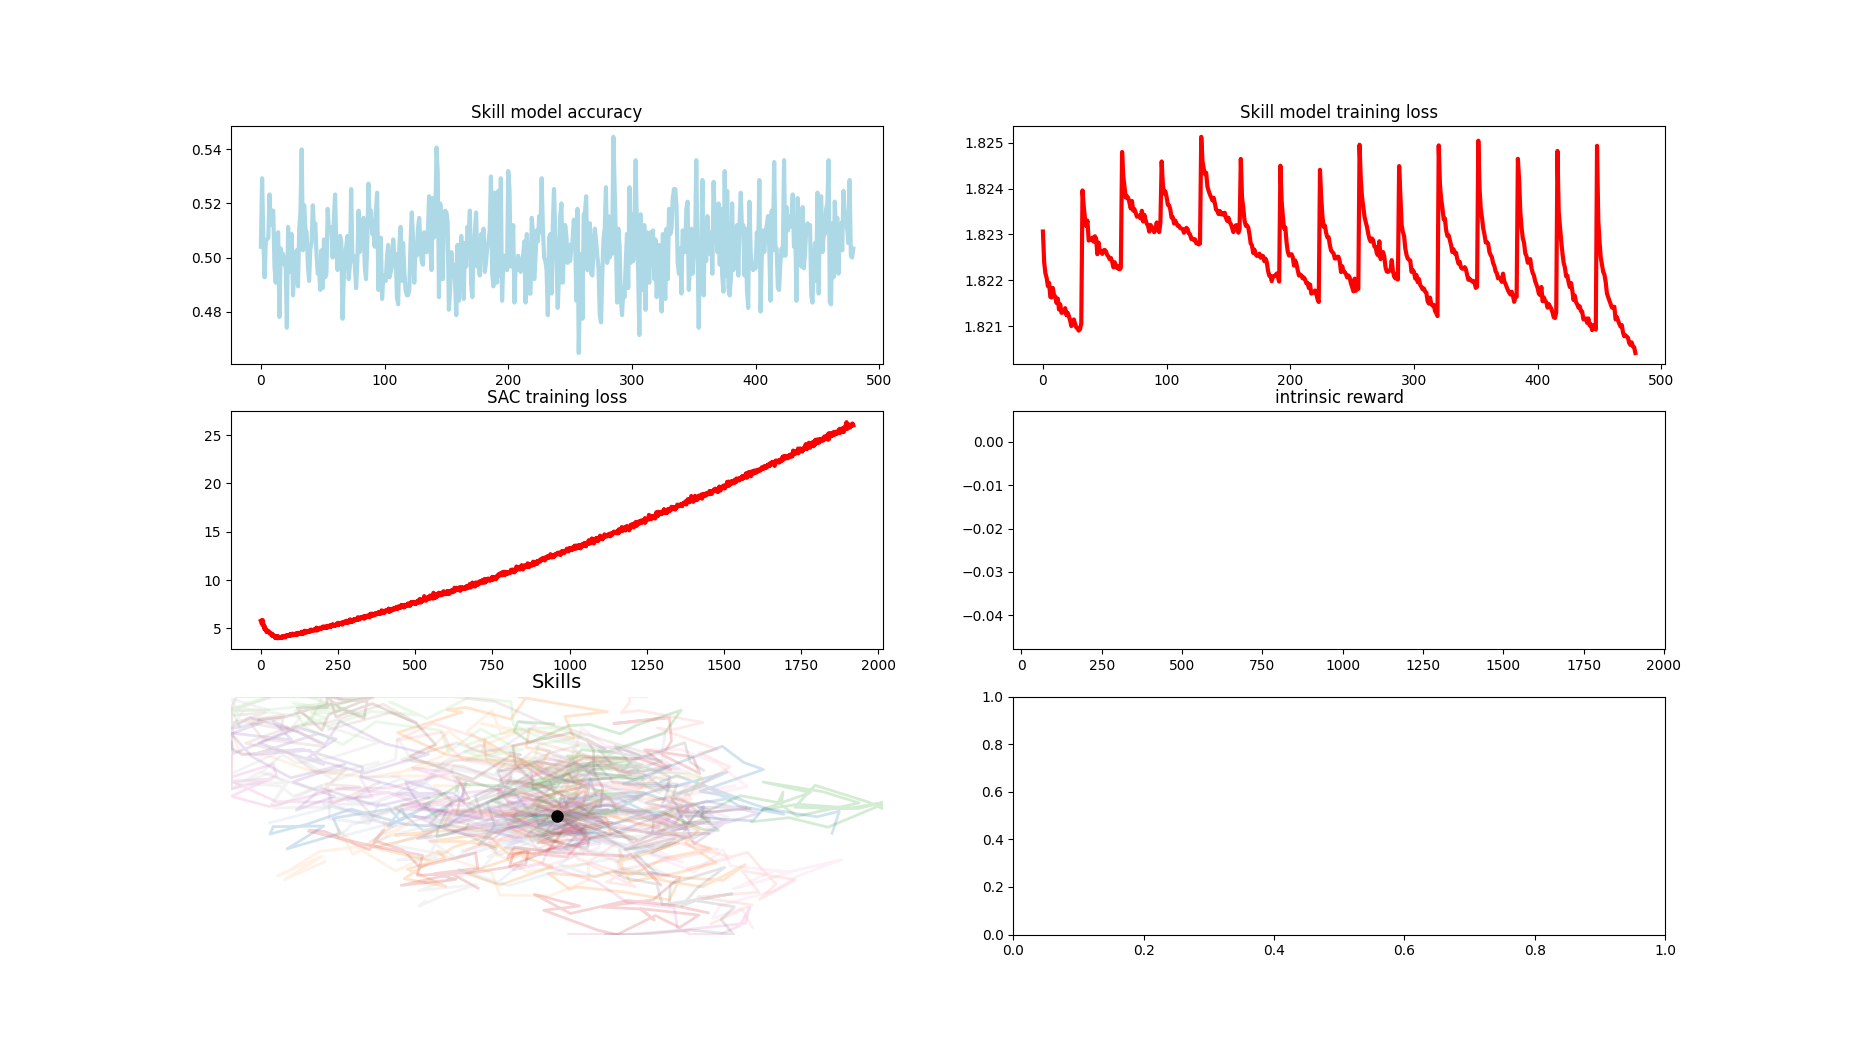 Skill model accuracy
0.54
0.52
0.50
0.48
0 100 200 300 400 500
Skill model training loss
1.825
1.824
1.823
1.822
1.821
0 100 200 300 400 500
SAC training loss
25
20
15
10
5
0 250 500 750 1000 1250 1500 1750 2000
intrinsic reward
0.00
−0.01
−0.02
−0.03
−0.04
0 250 500 750 1000 1250 1500 1750 2000
Skills
1.0
0.8
0.6
0.4
0.2
0.0
0.0 0.2 0.4 0.6 0.8 1.0